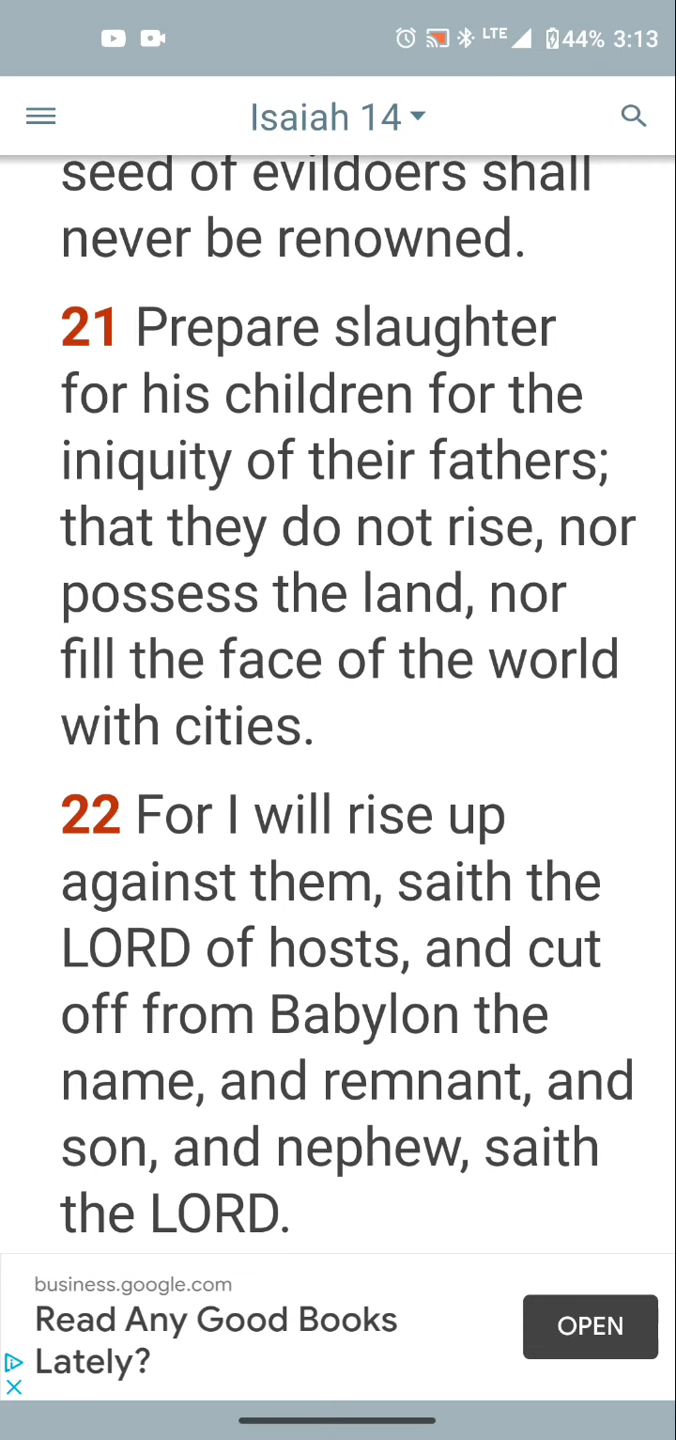 LTE 44% 3:13
Isaiah 14
seed of evildoers shall
never be renowned.
21 Prepare slaughter
for his children for the
iniquity of their fathers;
that they do not rise, nor
possess the land, nor
fill the face of the world
with cities.
22 For I will rise up
against them, saith the
LORD of hosts, and cut
off from Babylon the
name, and remnant, and
son, and nephew, saith
the LORD.
business.google.com
Read Any Good Books
Lately?
OPEN